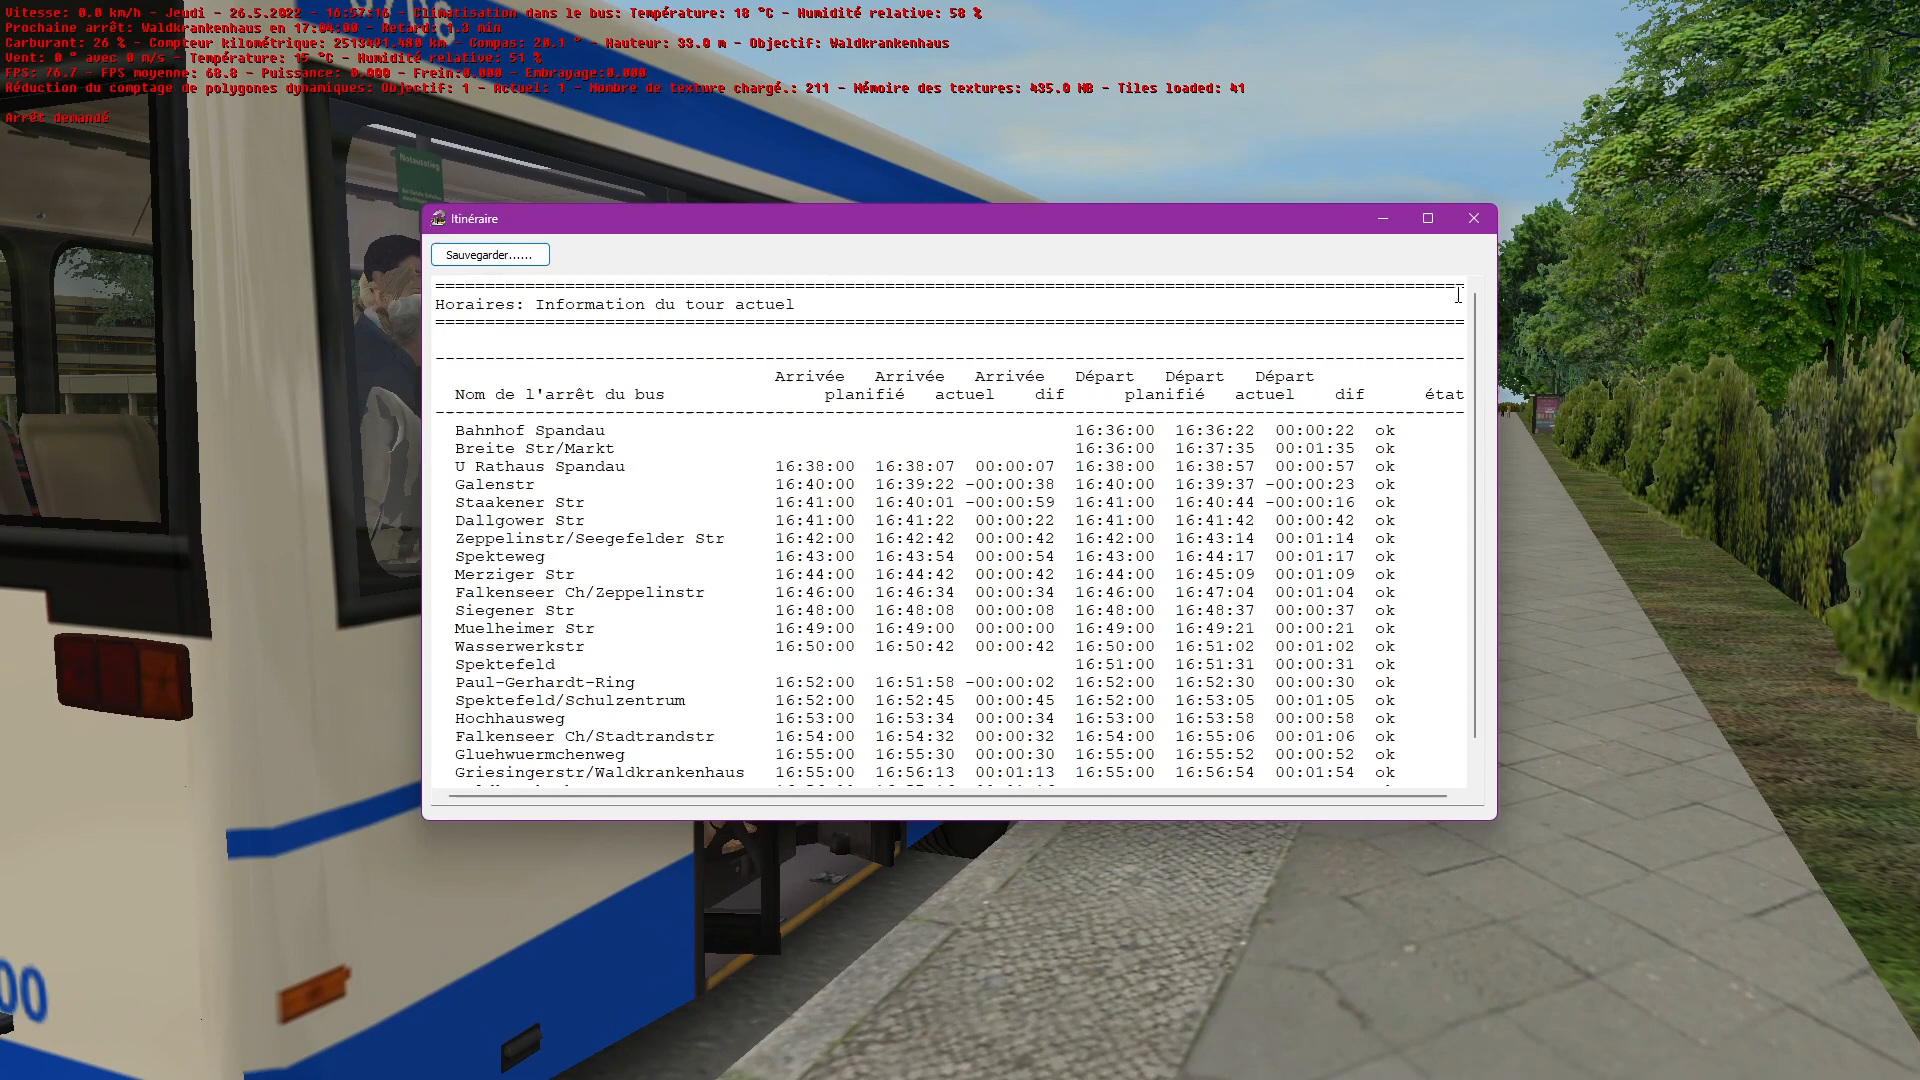 Vitesse: 0.0 km/h - Jeudi - 26.5.2022 - 16:57:16 - Climatisation dans le bus: Température: 18 °C - Humidité relative: 58 %
Prochaine arrêt: Waldkrankenhaus en 17:04:00 - Retard: 1.3 min
Carburant: 26 % - Compteur kilométrique: 2513491,480 km - Compas: 20.1 ° - Hauteur: 33.0 m - Objectif: Waldkrankenhaus
Vent: 0 ° avec 0 m/s - Température: 15 °C - Humidité relative: 51 %
FPS: 76.7 - FPS moyenne: 68.8 - Puissance: 0.000 - Frein:0.000 - Embrayage:0.000
Réduction du comptage de polygones dynamiques: Objectif: 1 - Actuel: 1 - Nombre de texture chargé.: 211 - Mémoire des textures: 435.0 MB - Tiles loaded: 41
Arrêt demandé
Notausstieg
Itinéraire
Sauvegarder......
Horaires: Information du tour actuel
Arrivée Arrivée Arrivée Départ Départ Départ
Nom de l'arrêt du bus planifié actuel dif planifié actuel dif état
Bahnhof Spandau 16:36:00 16:36:22 00:00:22 ok
Breite Str/Markt 16:36:00 16:37:35 00:01:35 ok
U Rathaus Spandau 16:38:00 16:38:07 00:00:07 16:38:00 16:38:57 00:00:57 ok
Galenstr 16:40:00 16:39:22 -00:00:38 16:40:00 16:39:37 -00:00:23 ok
Staakener Str 16:41:00 16:40:01 -00:00:59 16:41:00 16:40:44 -00:00:16 ok
Dallgower Str 16:41:00 16:41:22 00:00:22 16:41:00 16:41:42 00:00:42 ok
Zeppelinstr/Seegefelder Str 16:42:00 16:42:42 00:00:42 16:42:00 16:43:14 00:01:14 ok
Spekteweg 16:43:00 16:43:54 00:00:54 16:43:00 16:44:17 00:01:17 ok
Merziger Str 16:44:00 16:44:42 00:00:42 16:44:00 16:45:09 00:01:09 ok
Falkenseer Ch/Zeppelinstr 16:46:00 16:46:34 00:00:34 16:46:00 16:47:04 00:01:04 ok
Siegener Str 16:48:00 16:48:08 00:00:08 16:48:00 16:48:37 00:00:37 ok
Muelheimer Str 16:49:00 16:49:00 00:00:00 16:49:00 16:49:21 00:00:21 ok
Wasserwerkstr 16:50:00 16:50:42 00:00:42 16:50:00 16:51:02 00:01:02 ok
Spektefeld 16:51:00 16:51:31 00:00:31 ok
Paul-Gerhardt-Ring 16:52:00 16:51:58 -00:00:02 16:52:00 16:52:30 00:00:30 ok
Spektefeld/Schulzentrum 16:52:00 16:52:45 00:00:45 16:52:00 16:53:05 00:01:05 ok
Hochhausweg 16:53:00 16:53:34 00:00:34 16:53:00 16:53:58 00:00:58 ok
Falkenseer Ch/Stadtrandstr 16:54:00 16:54:32 00:00:32 16:54:00 16:55:06 00:01:06 ok
Gluehwuermchenweg 16:55:00 16:55:30 00:00:30 16:55:00 16:55:52 00:00:52 ok
Griesingerstr/Waldkrankenhaus 16:55:00 16:56:13 00:01:13 16:55:00 16:56:54 00:01:54 ok
00